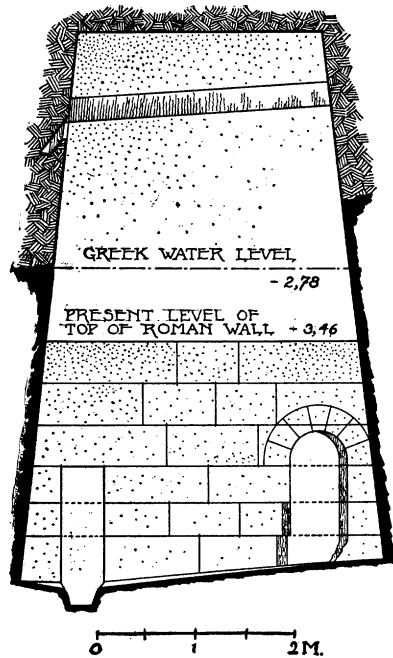 GREEK WATER LEVEL
- 2,78
PRESENT LEVEL OF
TOP OF ROMAN WALL - 3,46
0 1 2 M.